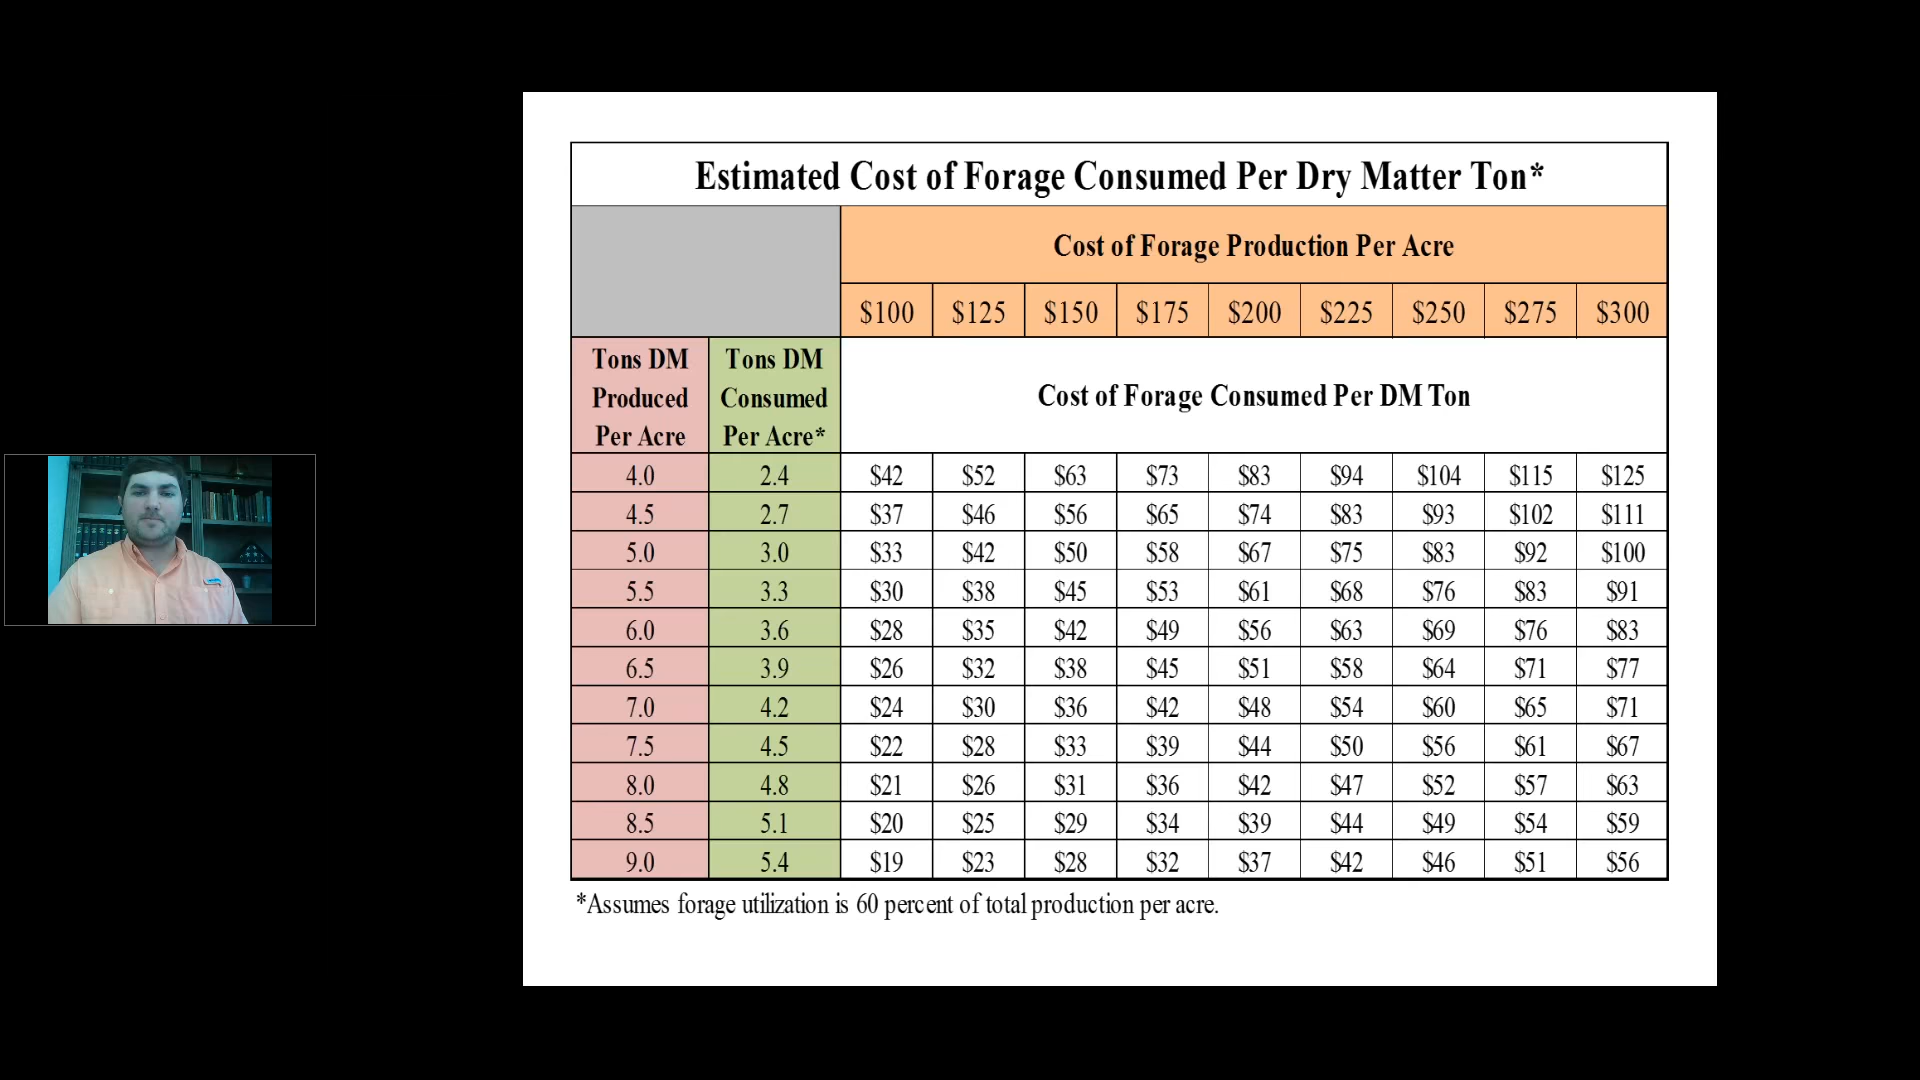 Estimated Cost of Forage Consumed Per Dry Matter Ton*
Cost of Forage Production Per Acre
$100 $125 $150 $175 $200 $225 $250 $275 $300
Tons DM Produced Per Acre
Tons DM Consumed Per Acre*
Cost of Forage Consumed Per DM Ton
4.0 2.4 $42 $52 $63 $73 $83 $94 $104 $115 $125
4.5 2.7 $37 $46 $56 $65 $74 $83 $93 $102 $111
5.0 3.0 $33 $42 $50 $58 $67 $75 $83 $92 $100
5.5 3.3 $30 $38 $45 $53 $61 $68 $76 $83 $91
6.0 3.6 $28 $35 $42 $49 $56 $63 $69 $76 $83
6.5 3.9 $26 $32 $38 $45 $51 $58 $64 $71 $77
7.0 4.2 $24 $30 $36 $42 $48 $54 $60 $65 $71
7.5 4.5 $22 $28 $33 $39 $44 $50 $56 $61 $67
8.0 4.8 $21 $26 $31 $36 $42 $47 $52 $57 $63
8.5 5.1 $20 $25 $29 $34 $39 $44 $49 $54 $59
9.0 5.4 $19 $23 $28 $32 $37 $42 $46 $51 $56
*Assumes forage utilization is 60 percent of total production per acre.